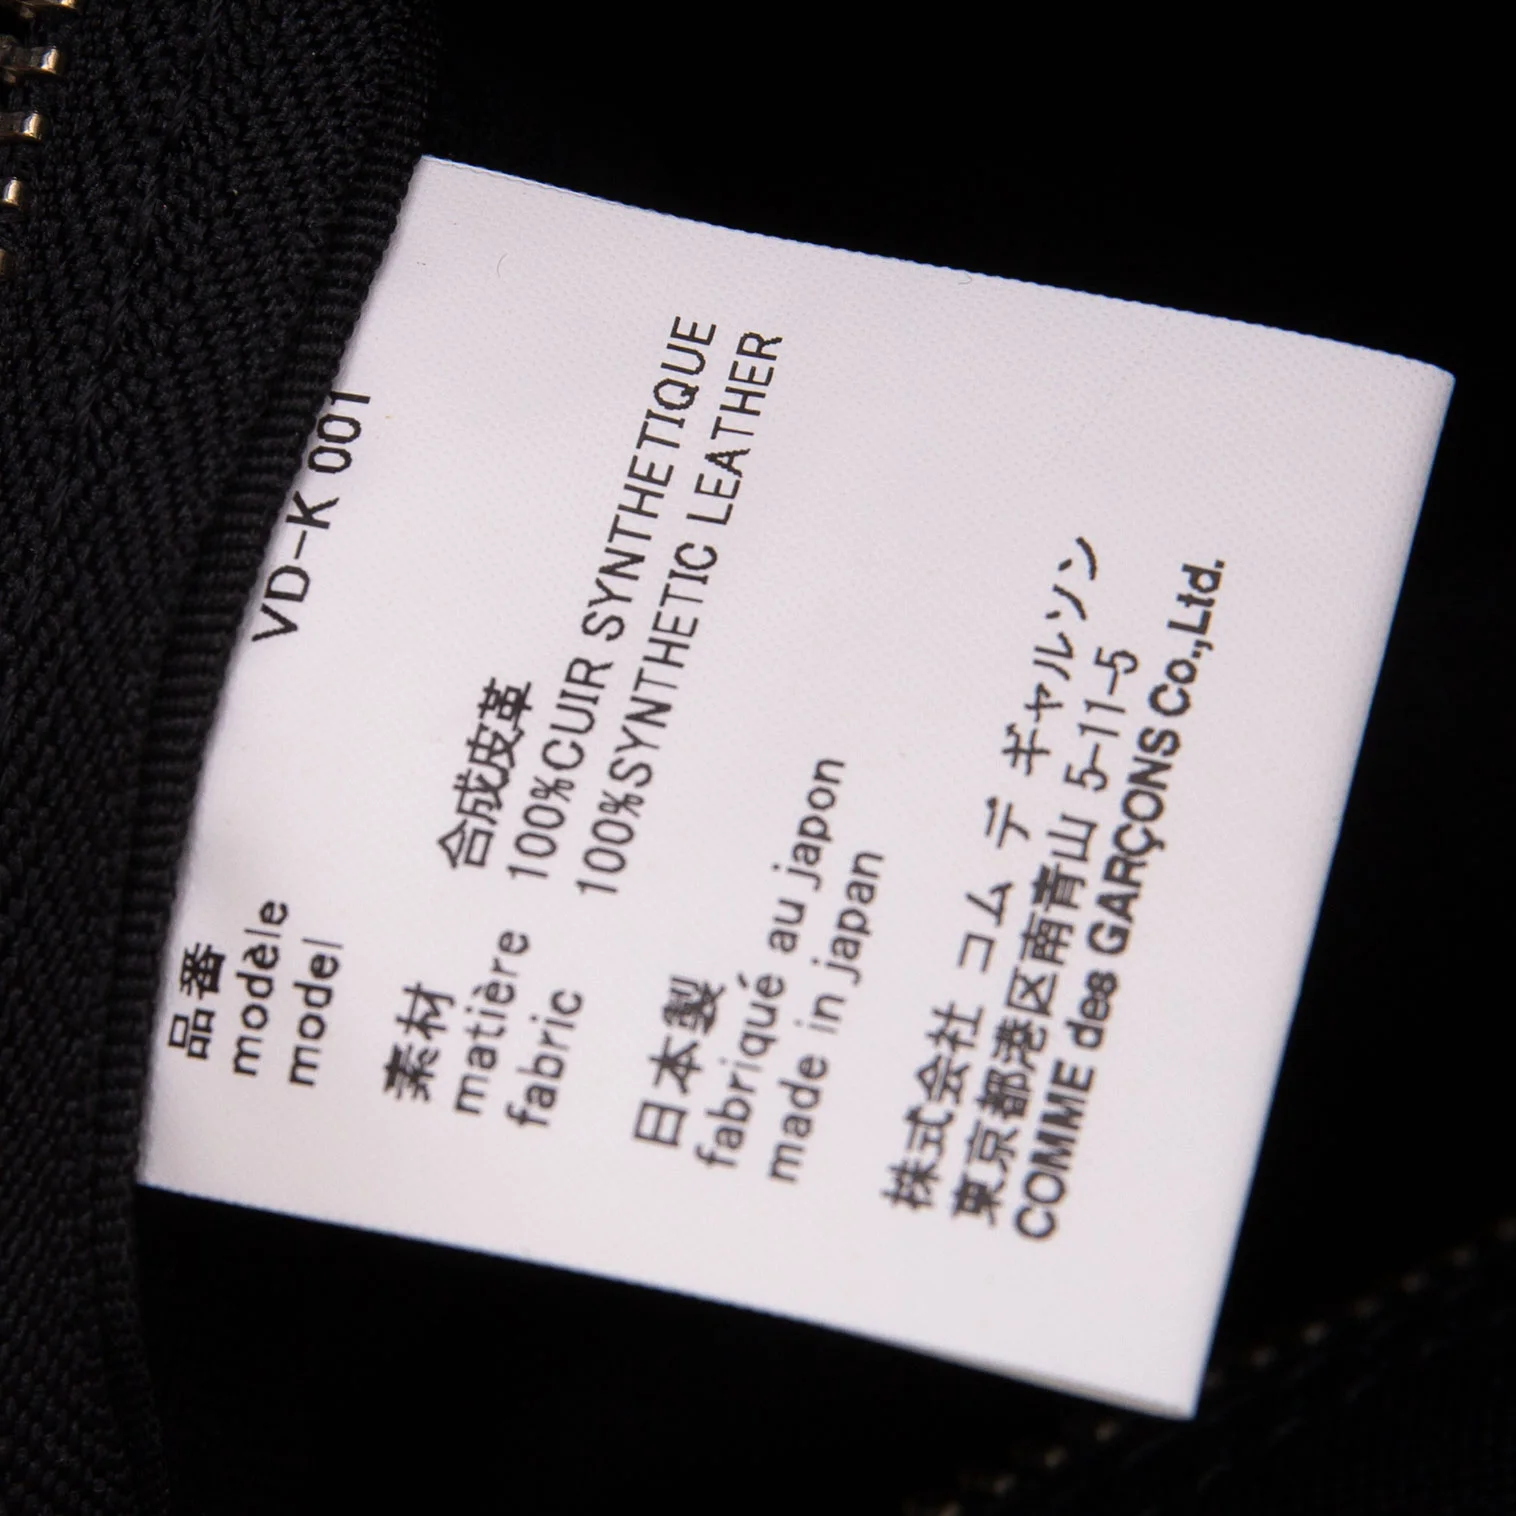 品番
modèle
model
VD-K 001
素材
matière
fabric
合成皮革
100%CUIR SYNTHETIQUE
100%SYNTHETIC LEATHER
日本製
fabriqué au japon
made in japan
株式会社 コム デ ギャルソン
東京都港区南青山 5-11-5
COMME des GARÇONS Co.,Ltd.